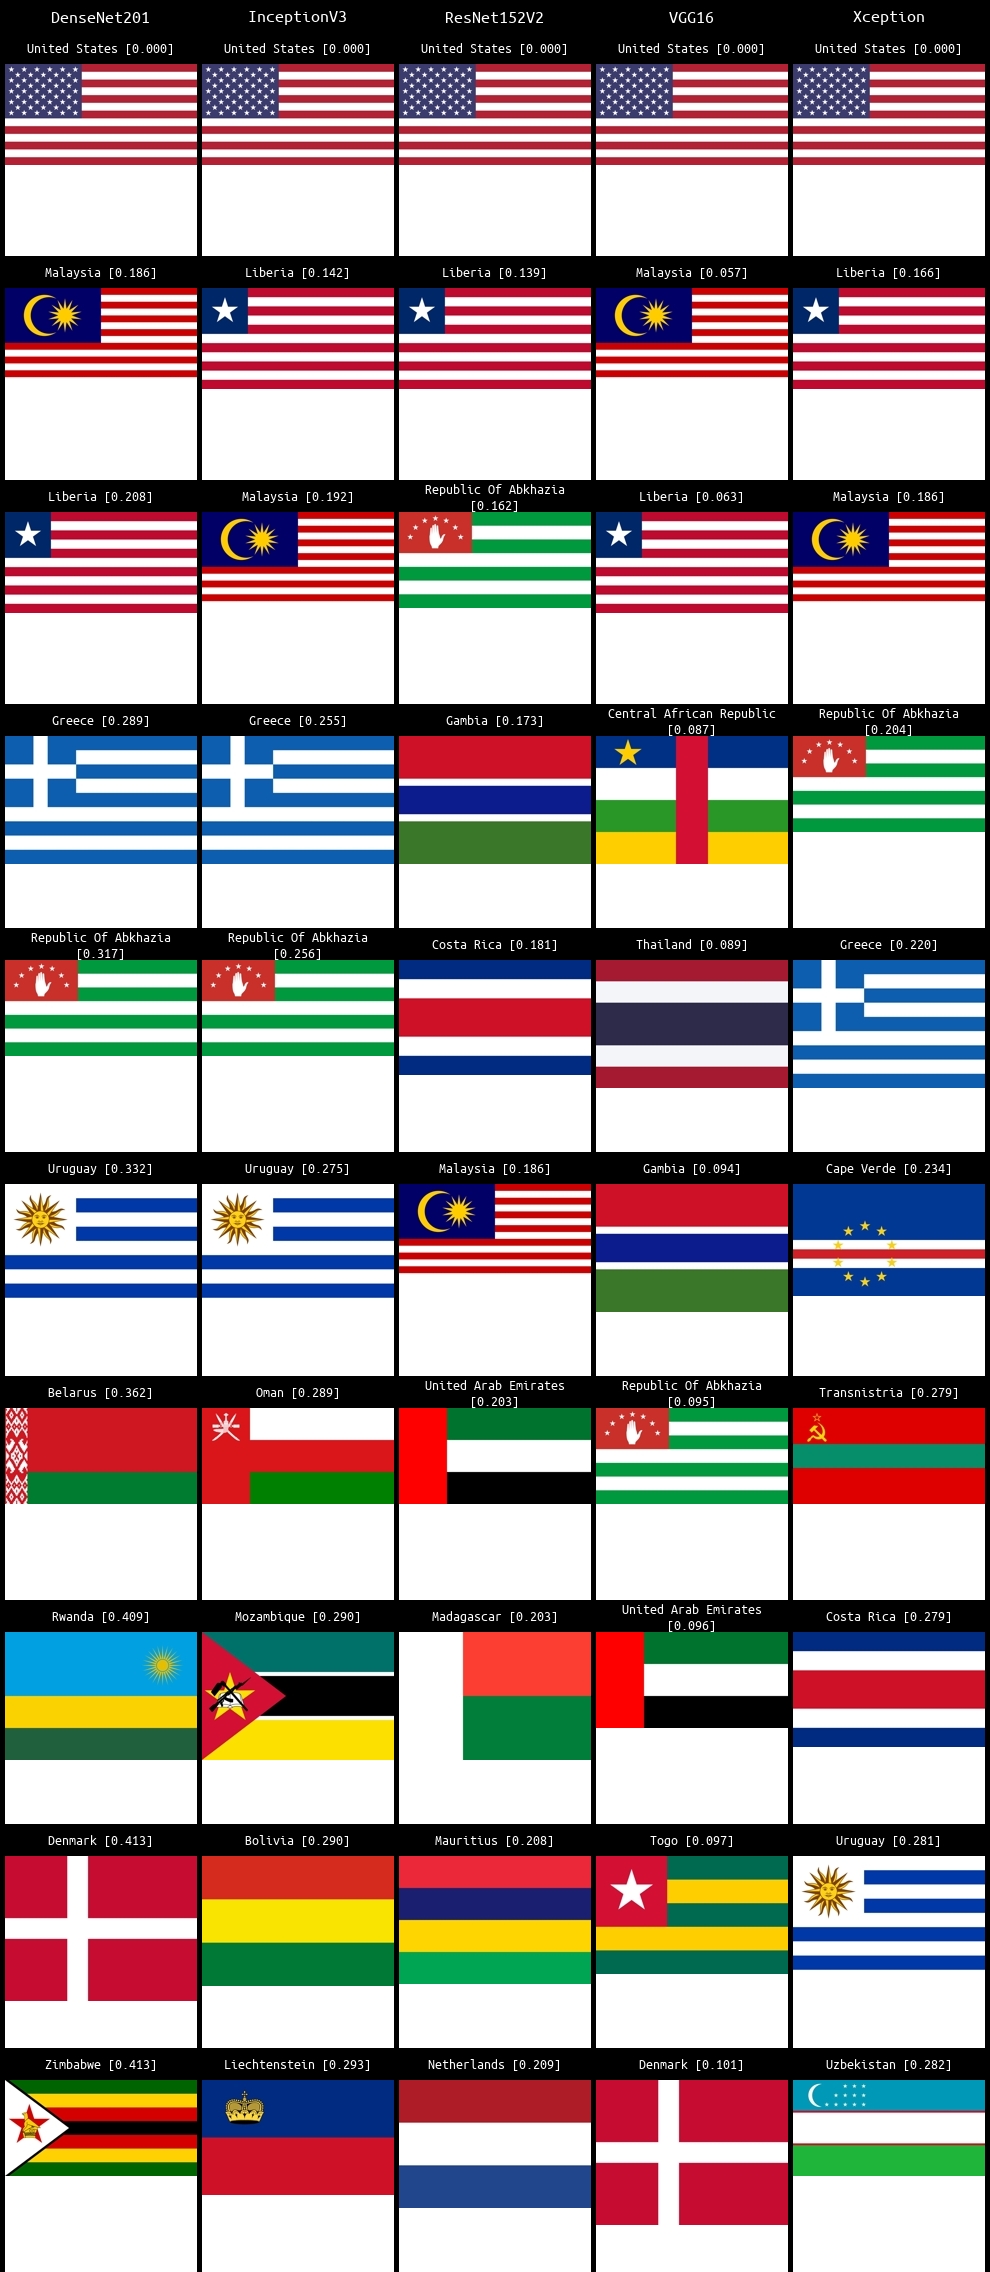 DenseNet201 InceptionV3 ResNet152V2 VGG16 Xception
United States [0.000] United States [0.000] United States [0.000] United States [0.000] United States [0.000]
Malaysia [0.186] Liberia [0.142] Liberia [0.139] Malaysia [0.057] Liberia [0.166]
Liberia [0.208] Malaysia [0.192] Republic Of Abkhazia
[0.162] Liberia [0.063] Malaysia [0.186]
Greece [0.289] Greece [0.255] Gambia [0.173] Central African Republic
[0.087] Republic Of Abkhazia
[0.204]
Republic Of Abkhazia
[0.317] Republic Of Abkhazia
[0.256] Costa Rica [0.181] Thailand [0.089] Greece [0.220]
Uruguay [0.332] Uruguay [0.275] Malaysia [0.186] Gambia [0.094] Cape Verde [0.234]
Belarus [0.362] Oman [0.289] United Arab Emirates
[0.203] Republic Of Abkhazia
[0.095] Transnistria [0.279]
Rwanda [0.409] Mozambique [0.290] Madagascar [0.203] United Arab Emirates
[0.096] Costa Rica [0.279]
Denmark [0.413] Bolivia [0.290] Mauritius [0.208] Togo [0.097] Uruguay [0.281]
Zimbabwe [0.413] Liechtenstein [0.293] Netherlands [0.209] Denmark [0.101] Uzbekistan [0.282]